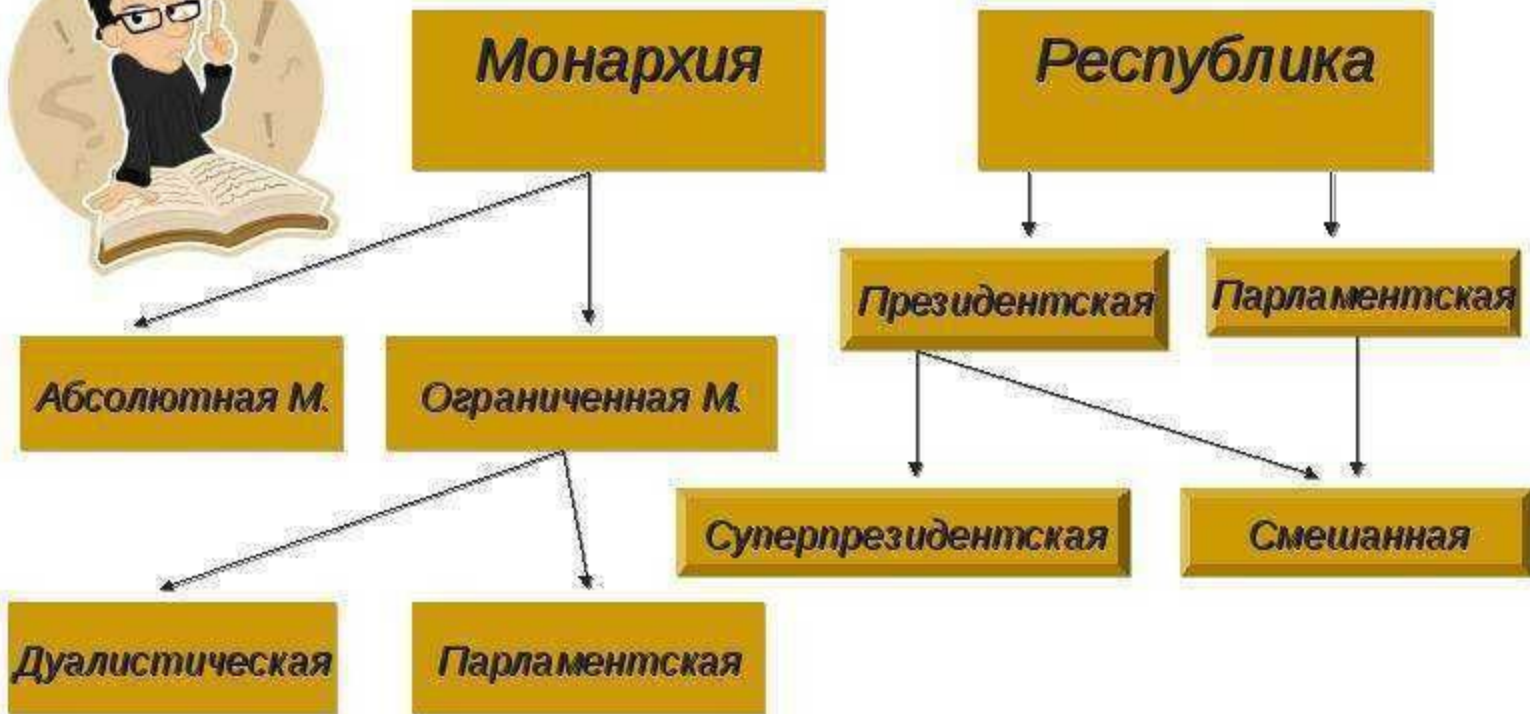 Монархия
Республика
Президентская
Парламентская
Абсолютная М.
Ограниченная М.
Суперпрезидентская
Смешанная
Дуалистическая
Парламентская